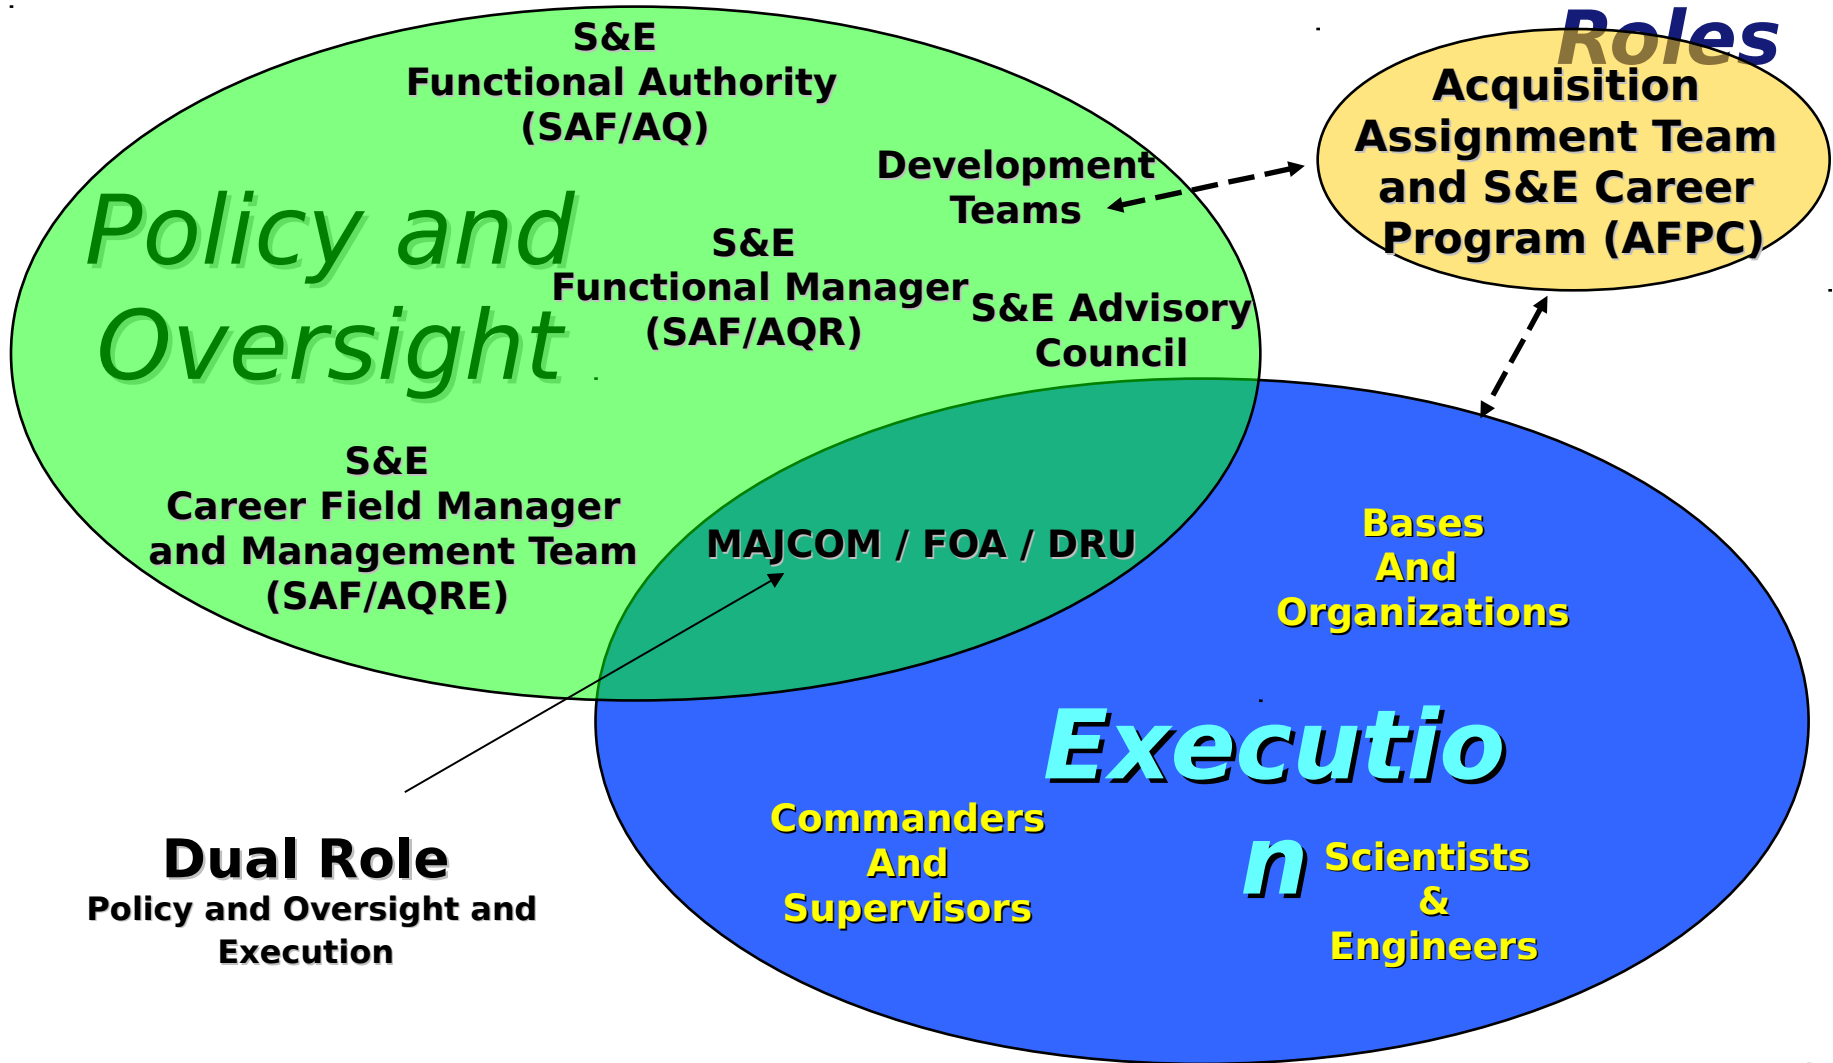 Roles
S&E
Functional Authority
(SAF/AQ)
Development
Teams
Acquisition
Assignment Team
and S&E Career
Program (AFPC)
Policy and
Oversight
S&E
Functional Manager
(SAF/AQR)
S&E Advisory
Council
S&E
Career Field Manager
and Management Team
(SAF/AQRE)
MAJCOM / FOA / DRU
Bases
And
Organizations
Executio
n
Commanders
And
Supervisors
Scientists
&
Engineers
Dual Role
Policy and Oversight and
Execution